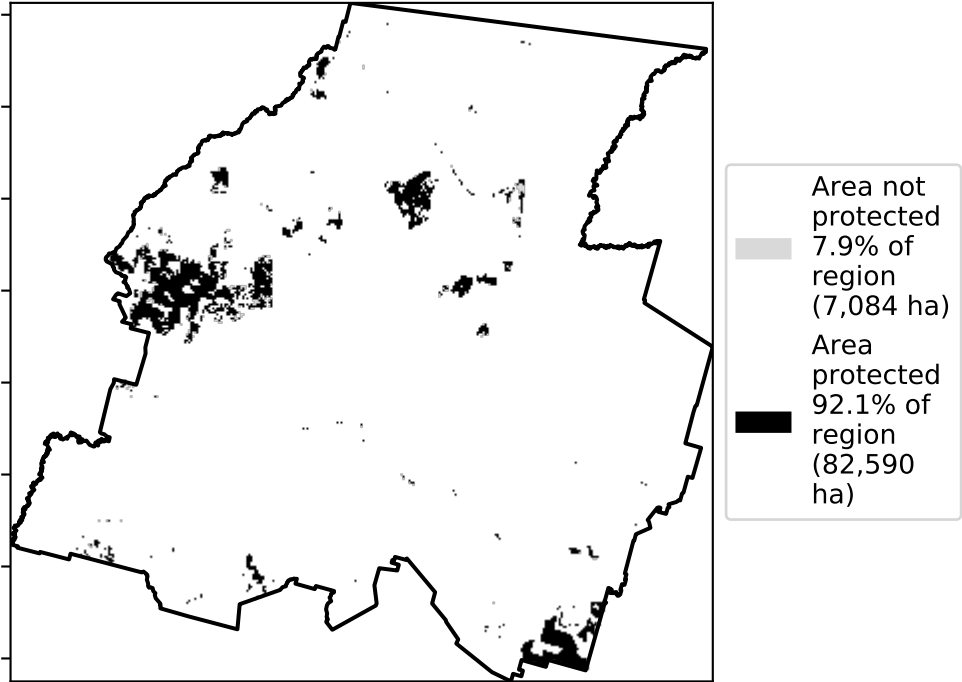 Area not
protected
7.9% of
region
(7,084 ha)
Area
protected
92.1% of
region
(82,590
ha)